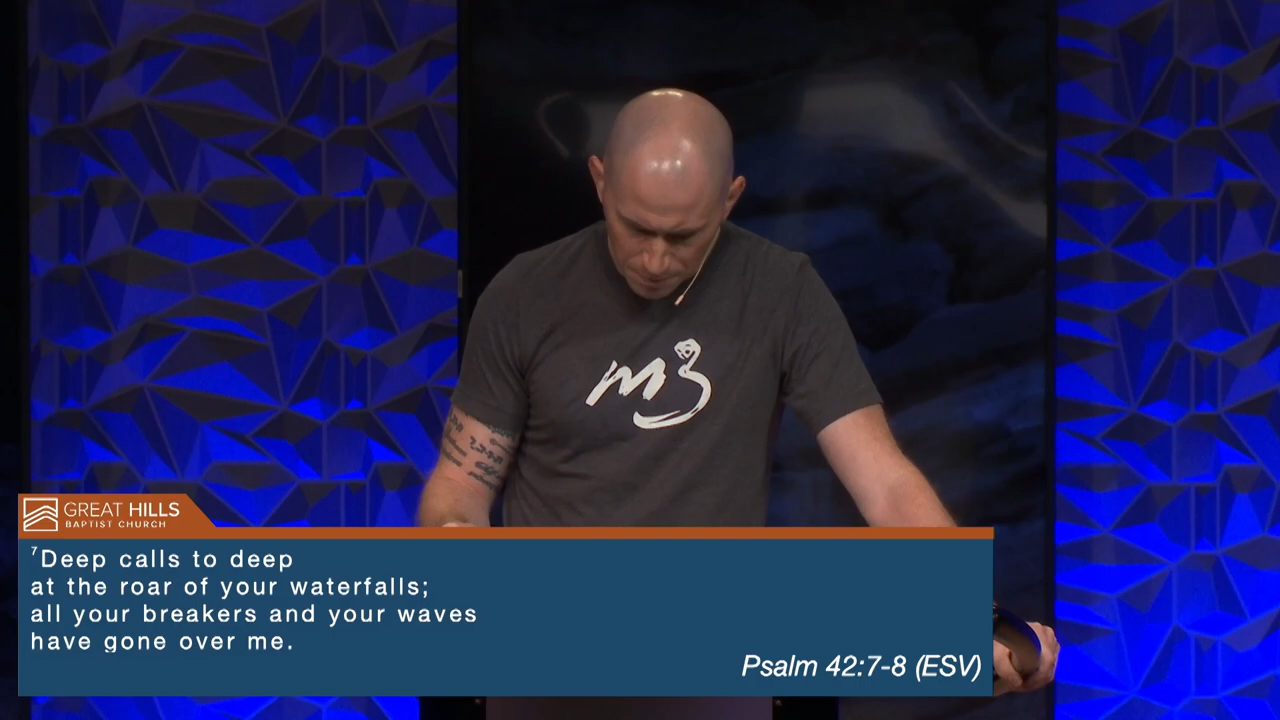 m3
GREAT HILLS
BAPTIST CHURCH
⁷Deep calls to deep
at the roar of your waterfalls;
all your breakers and your waves
have gone over me.
Psalm 42:7-8 (ESV)